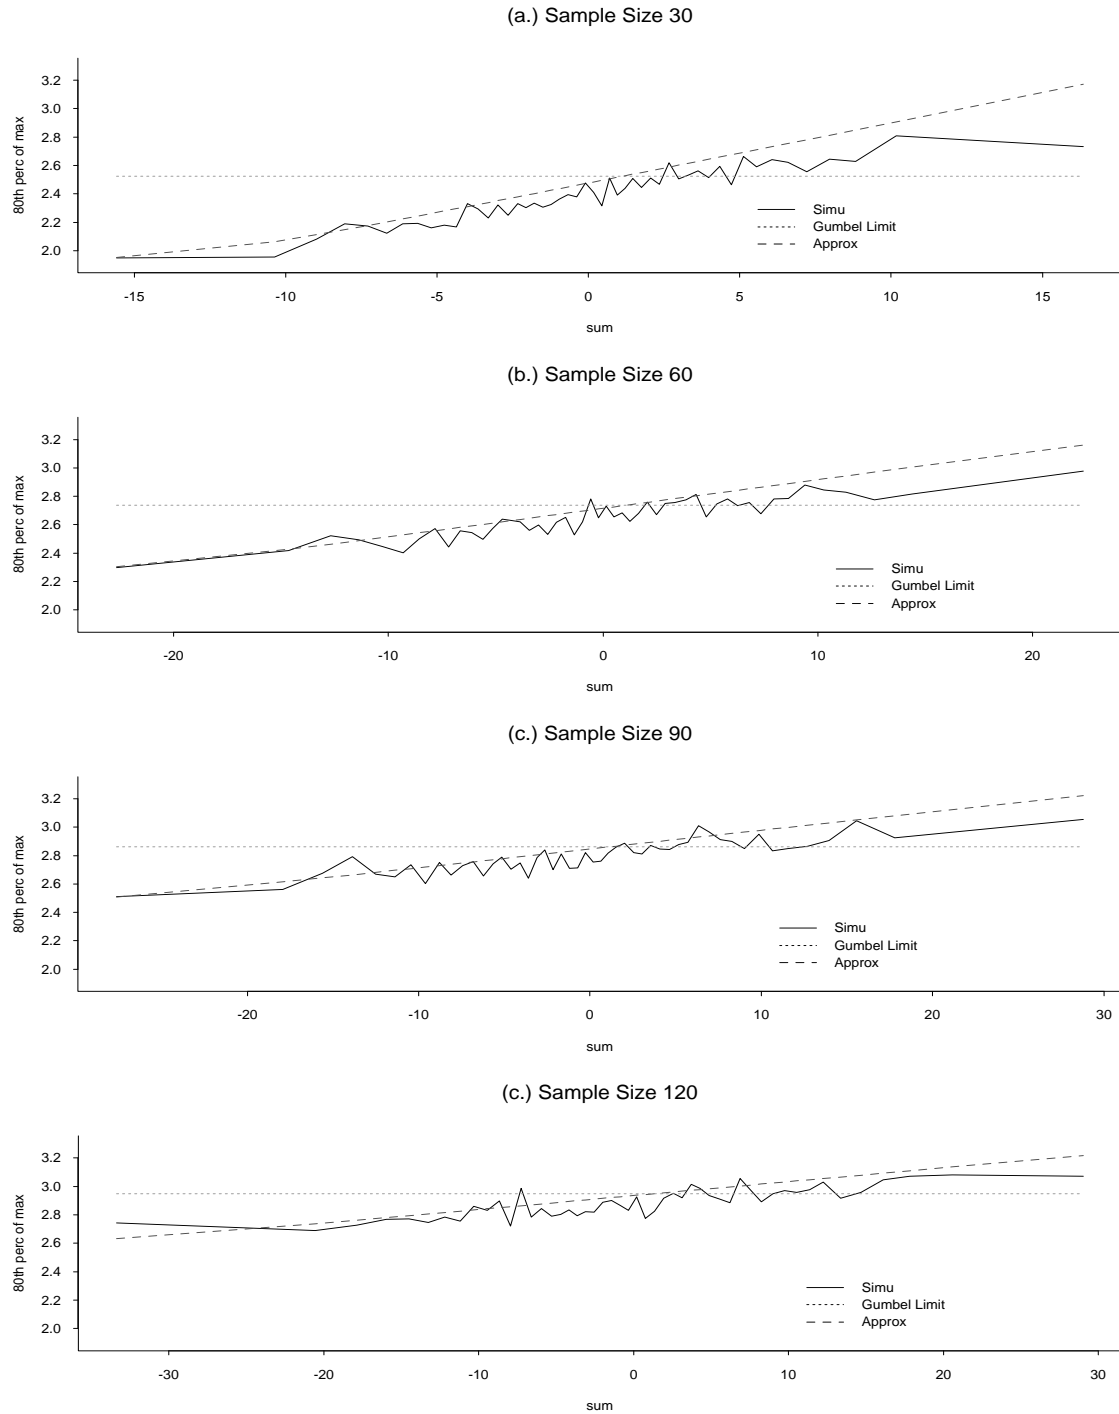 (a.) Sample Size 30
80th perc of max
3.2
3.0
2.8
2.6
2.4
2.2
2.0
Simu
Gumbel Limit
Approx
-15 -10 -5 0 5 10 15
sum
(b.) Sample Size 60
80th perc of max
3.2
3.0
2.8
2.6
2.4
2.2
2.0
Simu
Gumbel Limit
Approx
-20 -10 0 10 20
sum
(c.) Sample Size 90
80th perc of max
3.2
3.0
2.8
2.6
2.4
2.2
2.0
Simu
Gumbel Limit
Approx
-20 -10 0 10 20 30
sum
(c.) Sample Size 120
80th perc of max
3.2
3.0
2.8
2.6
2.4
2.2
2.0
Simu
Gumbel Limit
Approx
-30 -20 -10 0 10 20 30
sum